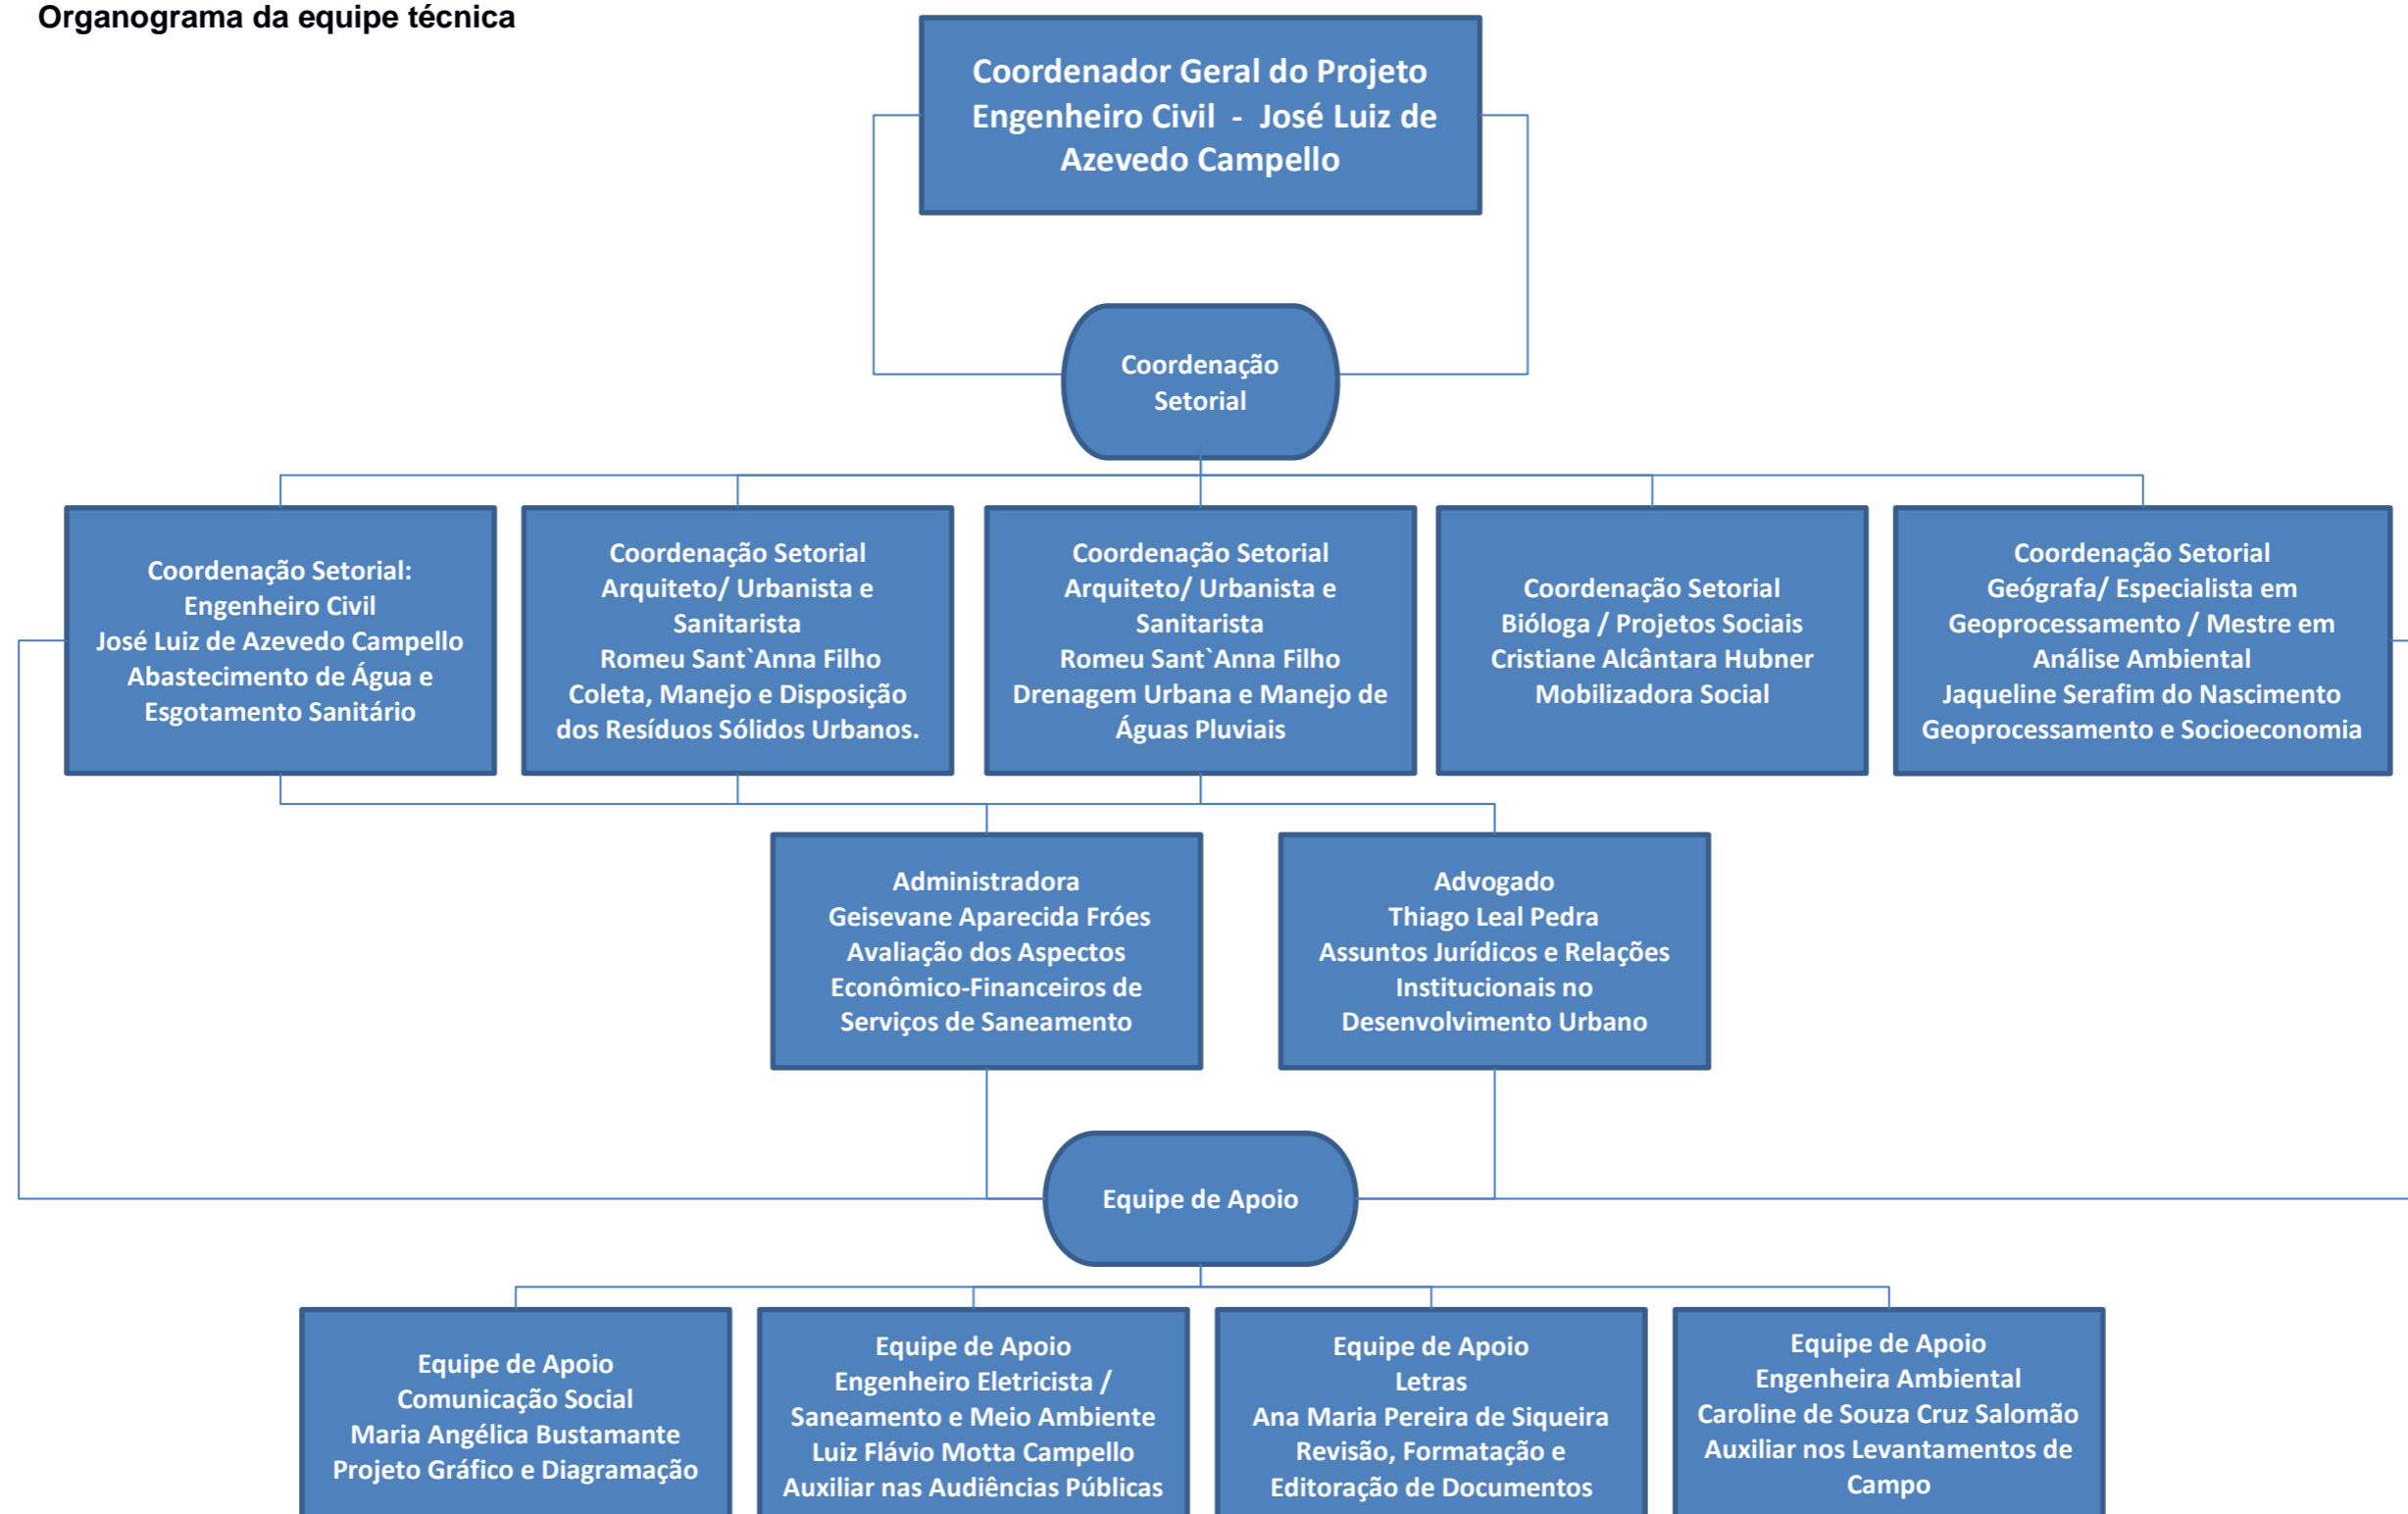 Organograma da equipe técnica
Coordenador Geral do Projeto
Engenheiro Civil - José Luiz de
Azevedo Campello
Coordenação
Setorial
Coordenação Setorial:
Engenheiro Civil
José Luiz de Azevedo Campello
Abastecimento de Água e
Esgotamento Sanitário
Coordenação Setorial
Arquiteto/ Urbanista e
Sanitarista
Romeu Sant`Anna Filho
Coleta, Manejo e Disposição
dos Resíduos Sólidos Urbanos.
Coordenação Setorial
Arquiteto/ Urbanista e
Sanitarista
Romeu Sant`Anna Filho
Drenagem Urbana e Manejo de
Águas Pluviais
Coordenação Setorial
Bióloga / Projetos Sociais
Cristiane Alcântara Hubner
Mobilizadora Social
Coordenação Setorial
Geógrafa/ Especialista em
Geoprocessamento / Mestre em
Análise Ambiental
Jaqueline Serafim do Nascimento
Geoprocessamento e Socioeconomia
Administradora
Geisevane Aparecida Fróes
Avaliação dos Aspectos
Econômico-Financeiros de
Serviços de Saneamento
Advogado
Thiago Leal Pedra
Assuntos Jurídicos e Relações
Institucionais no
Desenvolvimento Urbano
Equipe de Apoio
Equipe de Apoio
Comunicação Social
Maria Angélica Bustamante
Projeto Gráfico e Diagramação
Equipe de Apoio
Engenheiro Eletricista /
Saneamento e Meio Ambiente
Luiz Flávio Motta Campello
Auxiliar nas Audiências Públicas
Equipe de Apoio
Letras
Ana Maria Pereira de Siqueira
Revisão, Formatação e
Editoração de Documentos
Equipe de Apoio
Engenheira Ambiental
Caroline de Souza Cruz Salomão
Auxiliar nos Levantamentos de
Campo